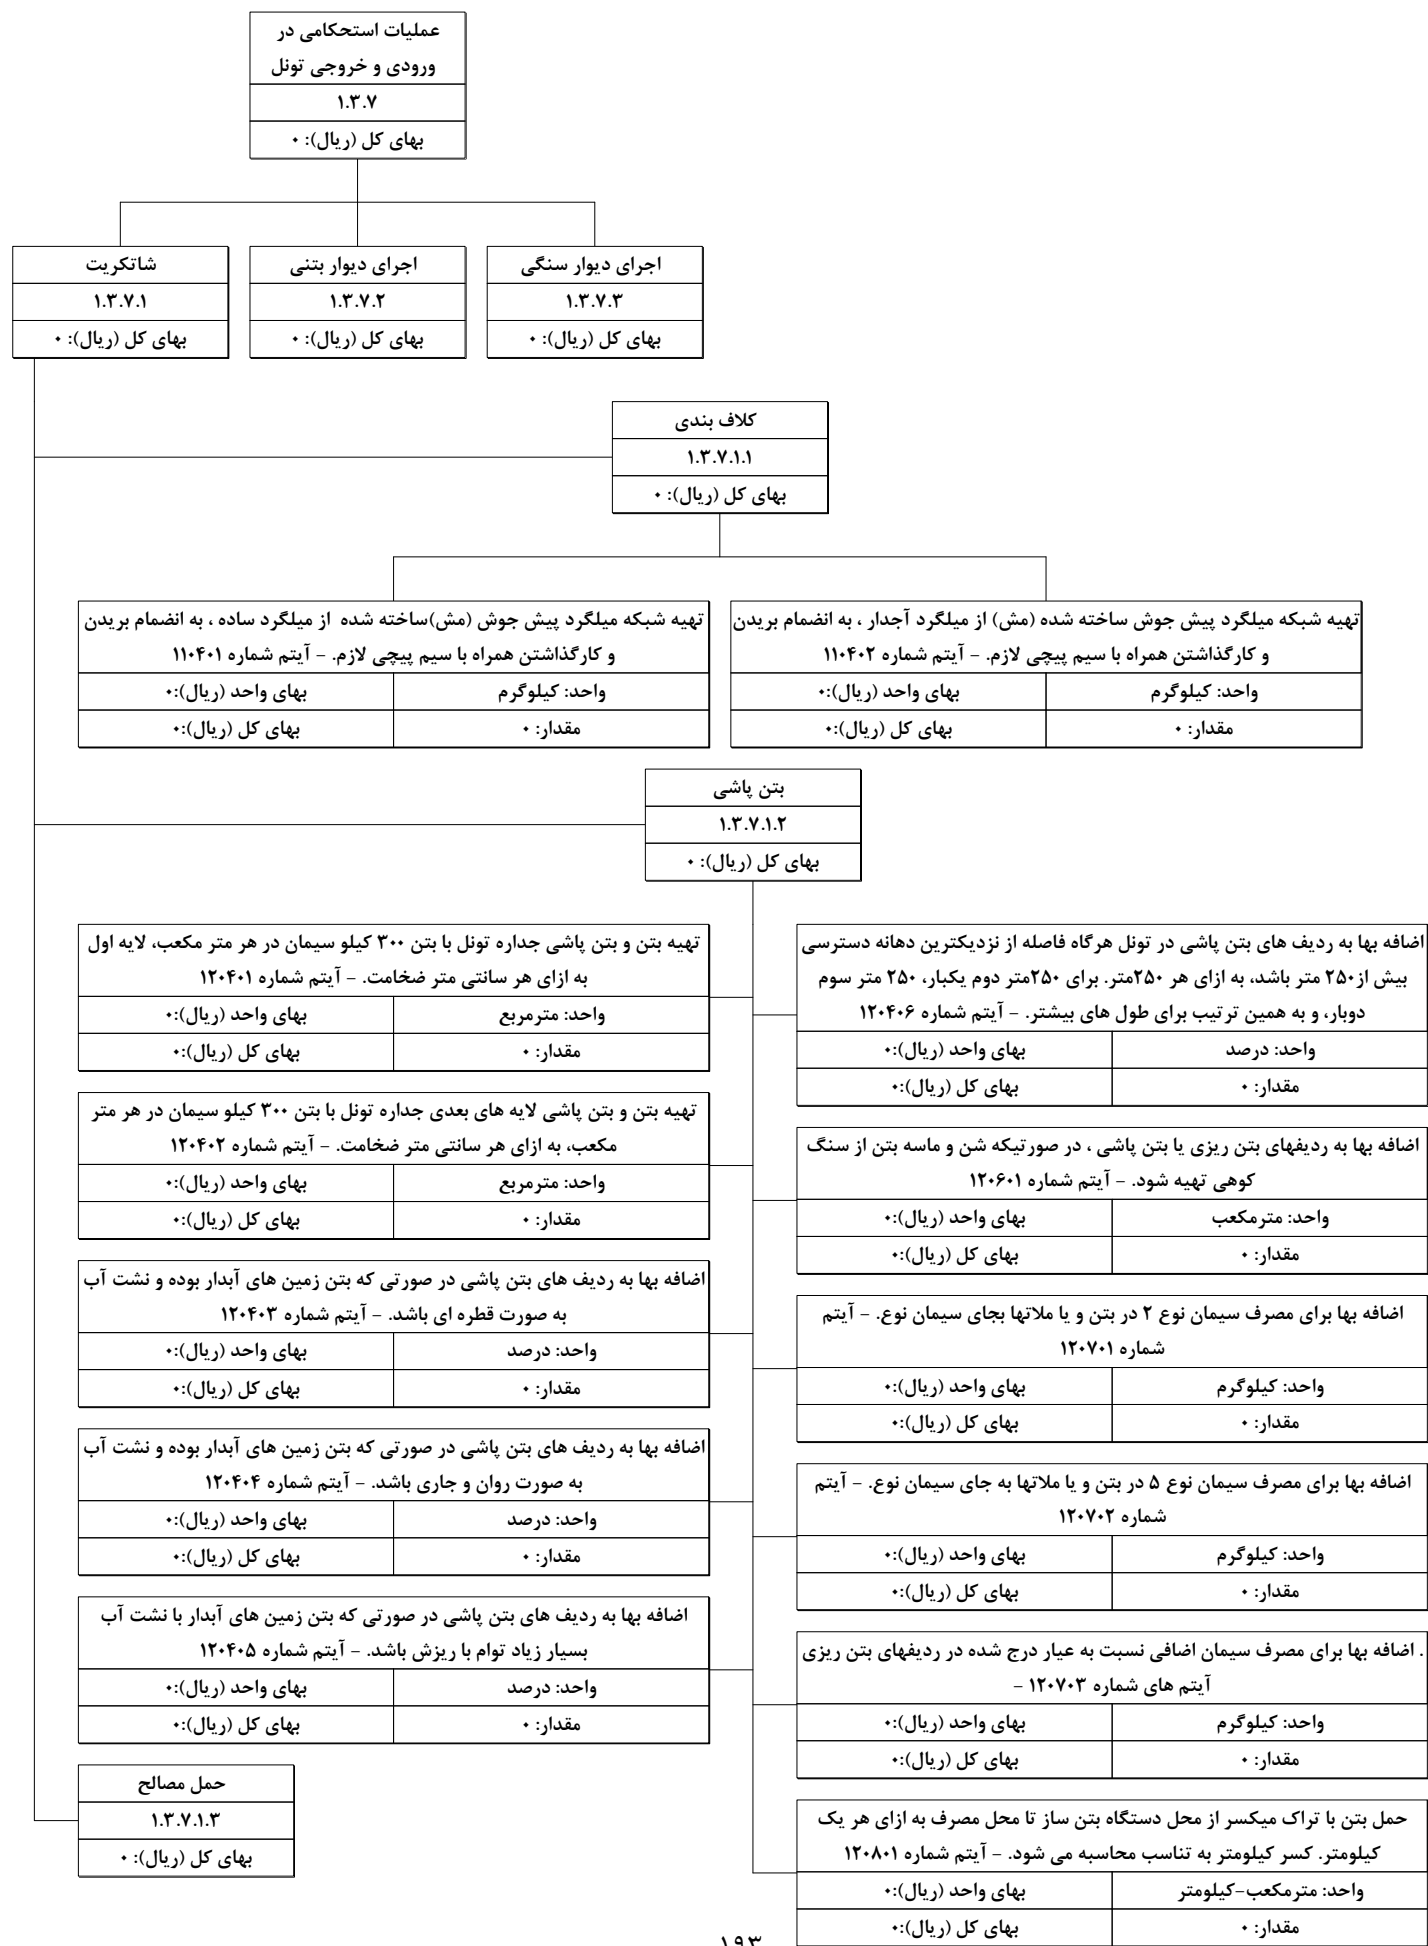 عملیات استحکامی در
ورودی و خروجی تونل
۱.۳.۷
بهای کل (ریال): ۰
شاتکریت
۱.۳.۷.۱
بهای کل (ریال): ۰
اجرای دیوار بتنی
۱.۳.۷.۲
بهای کل (ریال): ۰
اجرای دیوار سنگی
۱.۳.۷.۳
بهای کل (ریال): ۰
کلاف بندی
۱.۳.۷.۱.۱
بهای کل (ریال): ۰
تهیه شبکه میلگرد پیش جوش (مش)ساخته شده از میلگرد ساده ، به انضمام بریدن
و کارگذاشتن همراه با سیم پیچی لازم. - آیتم شماره ۱۱۰۴۰۱
واحد: کیلوگرم
بهای واحد (ریال):۰
مقدار: ۰
بهای کل (ریال):۰
تهیه شبکه میلگرد پیش جوش ساخته شده (مش) از میلگرد آجدار ، به انضمام بریدن
و کارگذاشتن همراه با سیم پیچی لازم. - آیتم شماره ۱۱۰۴۰۲
واحد: کیلوگرم
بهای واحد (ریال):۰
مقدار: ۰
بهای کل (ریال):۰
بتن پاشی
۱.۳.۷.۱.۲
بهای کل (ریال): ۰
تهیه بتن و بتن پاشی جداره تونل با بتن ۳۰۰ کیلو سیمان در هر متر مکعب، لایه اول
به ازای هر سانتی متر ضخامت. - آیتم شماره ۱۲۰۴۰۱
واحد: مترمربع
بهای واحد (ریال):۰
مقدار: ۰
بهای کل (ریال):۰
تهیه بتن و بتن پاشی لایه های بعدی جداره تونل با بتن ۳۰۰ کیلو سیمان در هر متر
مکعب، به ازای هر سانتی متر ضخامت. - آیتم شماره ۱۲۰۴۰۲
واحد: مترمربع
بهای واحد (ریال):۰
مقدار: ۰
بهای کل (ریال):۰
اضافه بها به ردیف های بتن پاشی در صورتی که بتن زمین های آبدار بوده و نشت آب
به صورت قطره ای باشد. - آیتم شماره ۱۲۰۴۰۳
واحد: درصد
بهای واحد (ریال):۰
مقدار: ۰
بهای کل (ریال):۰
اضافه بها به ردیف های بتن پاشی در صورتی که بتن زمین های آبدار بوده و نشت آب
به صورت روان و جاری باشد. - آیتم شماره ۱۲۰۴۰۴
واحد: درصد
بهای واحد (ریال):۰
مقدار: ۰
بهای کل (ریال):۰
اضافه بها به ردیف های بتن پاشی در صورتی که بتن زمین های آبدار با نشت آب
بسیار زیاد توام با ریزش باشد. - آیتم شماره ۱۲۰۴۰۵
واحد: درصد
بهای واحد (ریال):۰
مقدار: ۰
بهای کل (ریال):۰
اضافه بها به ردیف های بتن پاشی در تونل هرگاه فاصله از نزدیکترین دهانه دسترسی
بیش از۲۵۰ متر باشد، به ازای هر ۲۵۰متر. برای ۲۵۰متر دوم یکبار، ۲۵۰ متر سوم
دوبار، و به همین ترتیب برای طول های بیشتر. - آیتم شماره ۱۲۰۴۰۶
واحد: درصد
بهای واحد (ریال):۰
مقدار: ۰
بهای کل (ریال):۰
اضافه بها به ردیفهای بتن ریزی یا بتن پاشی ، در صورتیکه شن و ماسه بتن از سنگ
کوهی تهیه شود. - آیتم شماره ۱۲۰۶۰۱
واحد: مترمکعب
بهای واحد (ریال):۰
مقدار: ۰
بهای کل (ریال):۰
اضافه بها برای مصرف سیمان نوع ۲ در بتن و یا ملاتها بجای سیمان نوع. - آیتم
شماره ۱۲۰۷۰۱
واحد: کیلوگرم
بهای واحد (ریال):۰
مقدار: ۰
بهای کل (ریال):۰
اضافه بها برای مصرف سیمان نوع ۵ در بتن و یا ملاتها به جای سیمان نوع. - آیتم
شماره ۱۲۰۷۰۲
واحد: کیلوگرم
بهای واحد (ریال):۰
مقدار: ۰
بهای کل (ریال):۰
. اضافه بها برای مصرف سیمان اضافی نسبت به عیار درج شده در ردیفهای بتن ریزی
آیتم های شماره ۱۲۰۷۰۳ -
واحد: کیلوگرم
بهای واحد (ریال):۰
مقدار: ۰
بهای کل (ریال):۰
حمل بتن با تراک میکسر از محل دستگاه بتن ساز تا محل مصرف به ازای هر یک
کیلومتر. کسر کیلومتر به تناسب محاسبه می شود. - آیتم شماره ۱۲۰۸۰۱
واحد: مترمکعب-کیلومتر
بهای واحد (ریال):۰
مقدار: ۰
بهای کل (ریال):۰
حمل مصالح
۱.۳.۷.۱.۳
بهای کل (ریال): ۰
۱۹۳